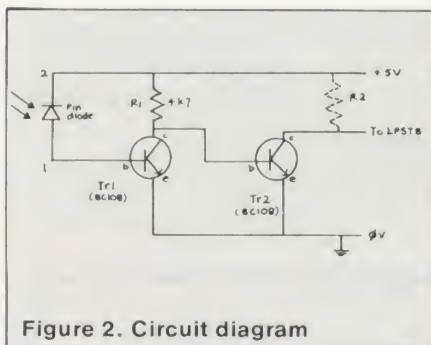 2
+5V
R1
4k7
R2
Pin
diode
c
To LPSTB
c
1
b
b
e
e
Tr1
(BC108)
Tr2
(BC108)
0V
Figure 2. Circuit diagram